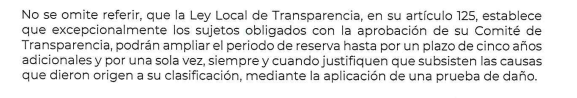 No se omite referir, que la Ley Local de Transparencia, en su artículo 125, establece
que excepcionalmente los sujetos obligados con la aprobación de su Comité de
Transparencia, podrán ampliar el periodo de reserva hasta por un plazo de cinco años
adicionales y por una sola vez, siempre y cuando justifiquen que subsisten las causas
que dieron origen a su clasificación, mediante la aplicación de una prueba de daño.